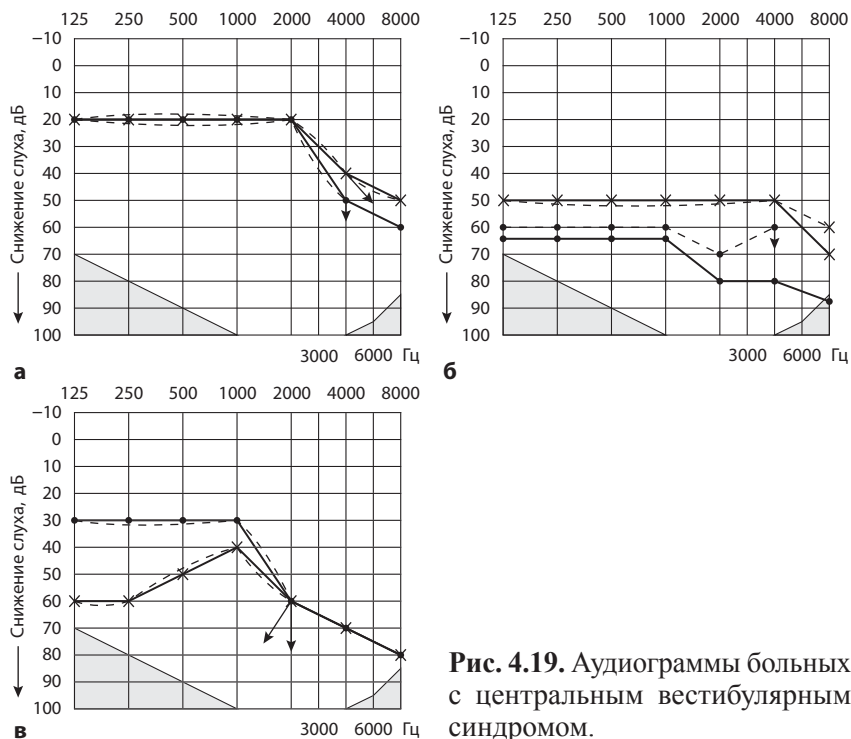 125 250 500 1000 2000 4000 8000
−10
0
10
20
30
40
50
60
70
80
90
100
Снижение слуха, дБ
3000 6000 Гц
а
125 250 500 1000 2000 4000 8000
−10
0
10
20
30
40
50
60
70
80
90
100
Снижение слуха, дБ
3000 6000 Гц
б
125 250 500 1000 2000 4000 8000
−10
0
10
20
30
40
50
60
70
80
90
100
Снижение слуха, дБ
3000 6000 Гц
в
Рис. 4.19. Аудиограммы больных
с центральным вестибулярным
синдромом.